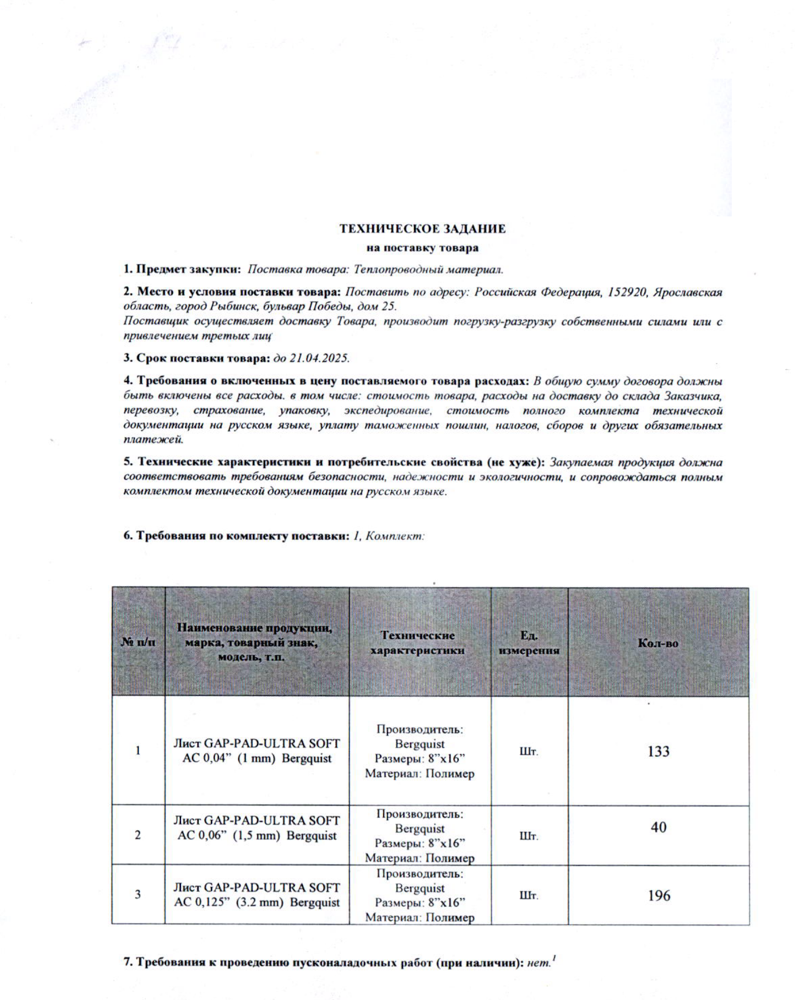 ТЕХНИЧЕСКОЕ ЗАДАНИЕ
на поставку товара
1. Предмет закупки: Поставка товара: Теплопроводный материал.
2. Место и условия поставки товара: Поставить по адресу: Российская Федерация, 152920, Ярославская
область, город Рыбинск, бульвар Победы, дом 25.
Поставщик осуществляет доставку Товара, производит погрузку-разгрузку собственными силами или с
привлечением третьих лиц
3. Срок поставки товара: до 21.04.2025.
4. Требования о включенных в цену поставляемого товара расходах: В общую сумму договора должны
быть включены все расходы. в том числе: стоимость товара, расходы на доставку до склада Заказчика,
перевозку, страхование, упаковку, экспедирование, стоимость полного комплекта технической
документации на русском языке, уплату таможенных пошлин, налогов, сборов и других обязательных
платежей.
5. Технические характеристики и потребительские свойства (не хуже): Закупаемая продукция должна
соответствовать требованиям безопасности, надежности и экологичности, и сопровождаться полным
комплектом технической документации на русском языке.
6. Требования по комплекту поставки: 1, Комплект:
№ п/п
Наименование продукции,
марка, товарный знак,
модель, т.п.
Технические
характеристики
Ед.
измерения
Кол-во
1
Лист GAP-PAD-ULTRA SOFT
AC 0,04” (1 mm) Bergquist
Производитель:
Bergquist
Размеры: 8”x16”
Материал: Полимер
Шт.
133
2
Лист GAP-PAD-ULTRA SOFT
AC 0,06” (1,5 mm) Bergquist
Производитель:
Bergquist
Размеры: 8”x16”
Материал: Полимер
Шт.
40
3
Лист GAP-PAD-ULTRA SOFT
AC 0,125” (3.2 mm) Bergquist
Производитель:
Bergquist
Размеры: 8”x16”
Материал: Полимер
Шт.
196
7. Требования к проведению пусконаладочных работ (при наличии): нет.1